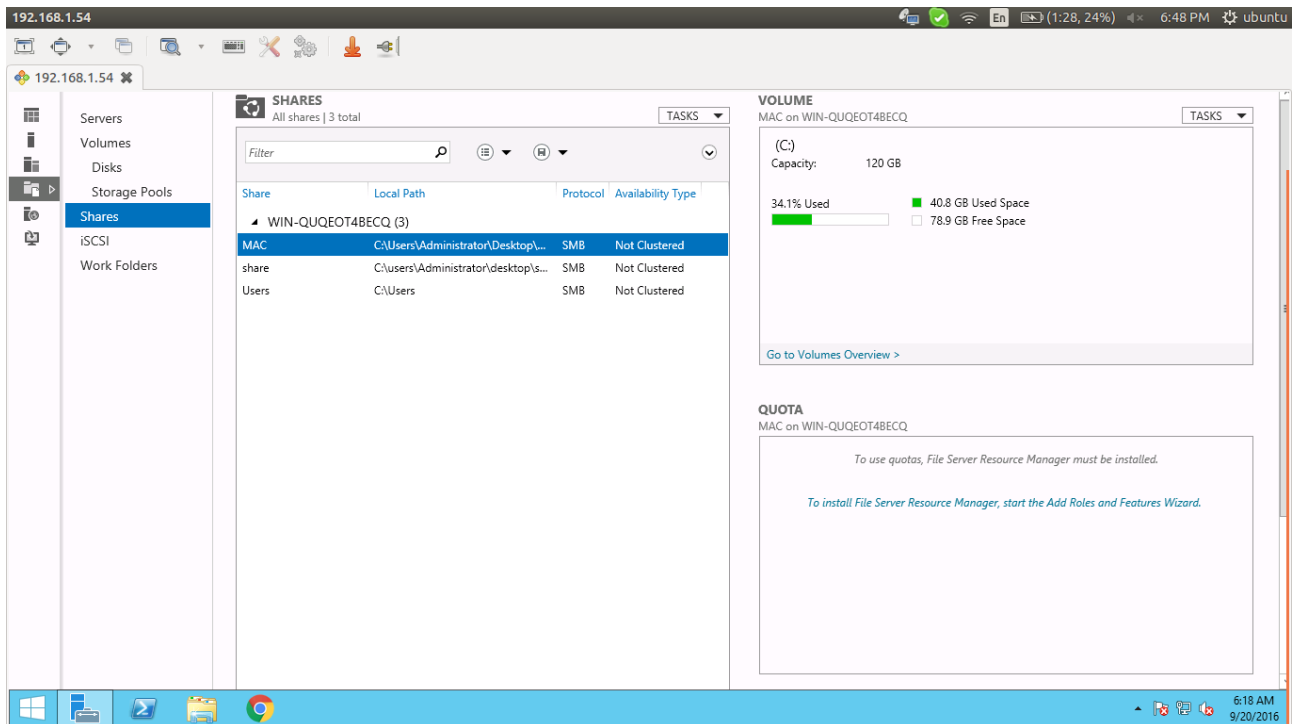 192.168.1.54
En (1:28, 24%) 6:48 PM ubuntu
192.168.1.54
Servers
Volumes
Disks
Storage Pools
Shares
iSCSI
Work Folders
SHARES
All shares | 3 total
TASKS
Filter
Share Local Path Protocol Availability Type
WIN-QUQEOT4BECQ (3)
MAC C:\Users\Administrator\Desktop\... SMB Not Clustered
share C:\users\Administrator\desktop\s... SMB Not Clustered
Users C:\Users SMB Not Clustered
VOLUME
MAC on WIN-QUQEOT4BECQ
TASKS
(C:)
Capacity: 120 GB
34.1% Used
40.8 GB Used Space
78.9 GB Free Space
Go to Volumes Overview >
QUOTA
MAC on WIN-QUQEOT4BECQ
To use quotas, File Server Resource Manager must be installed.
To install File Server Resource Manager, start the Add Roles and Features Wizard.
6:18 AM
9/20/2016